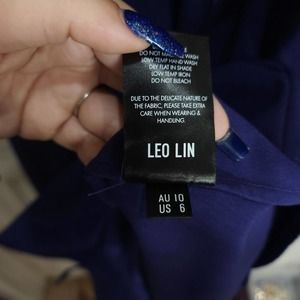 DO NOT MA WASH
LOW TEMP HAND WASH
DRY FLAT IN SHADE
LOW TEMP IRON
DO NOT BLEACH
DUE TO THE DELICATE NATURE OF
THE FABRIC, PLEASE TAKE EXTRA
CARE WHEN WEARING &
HANDLING.
LEO LIN
AU 10
US 6